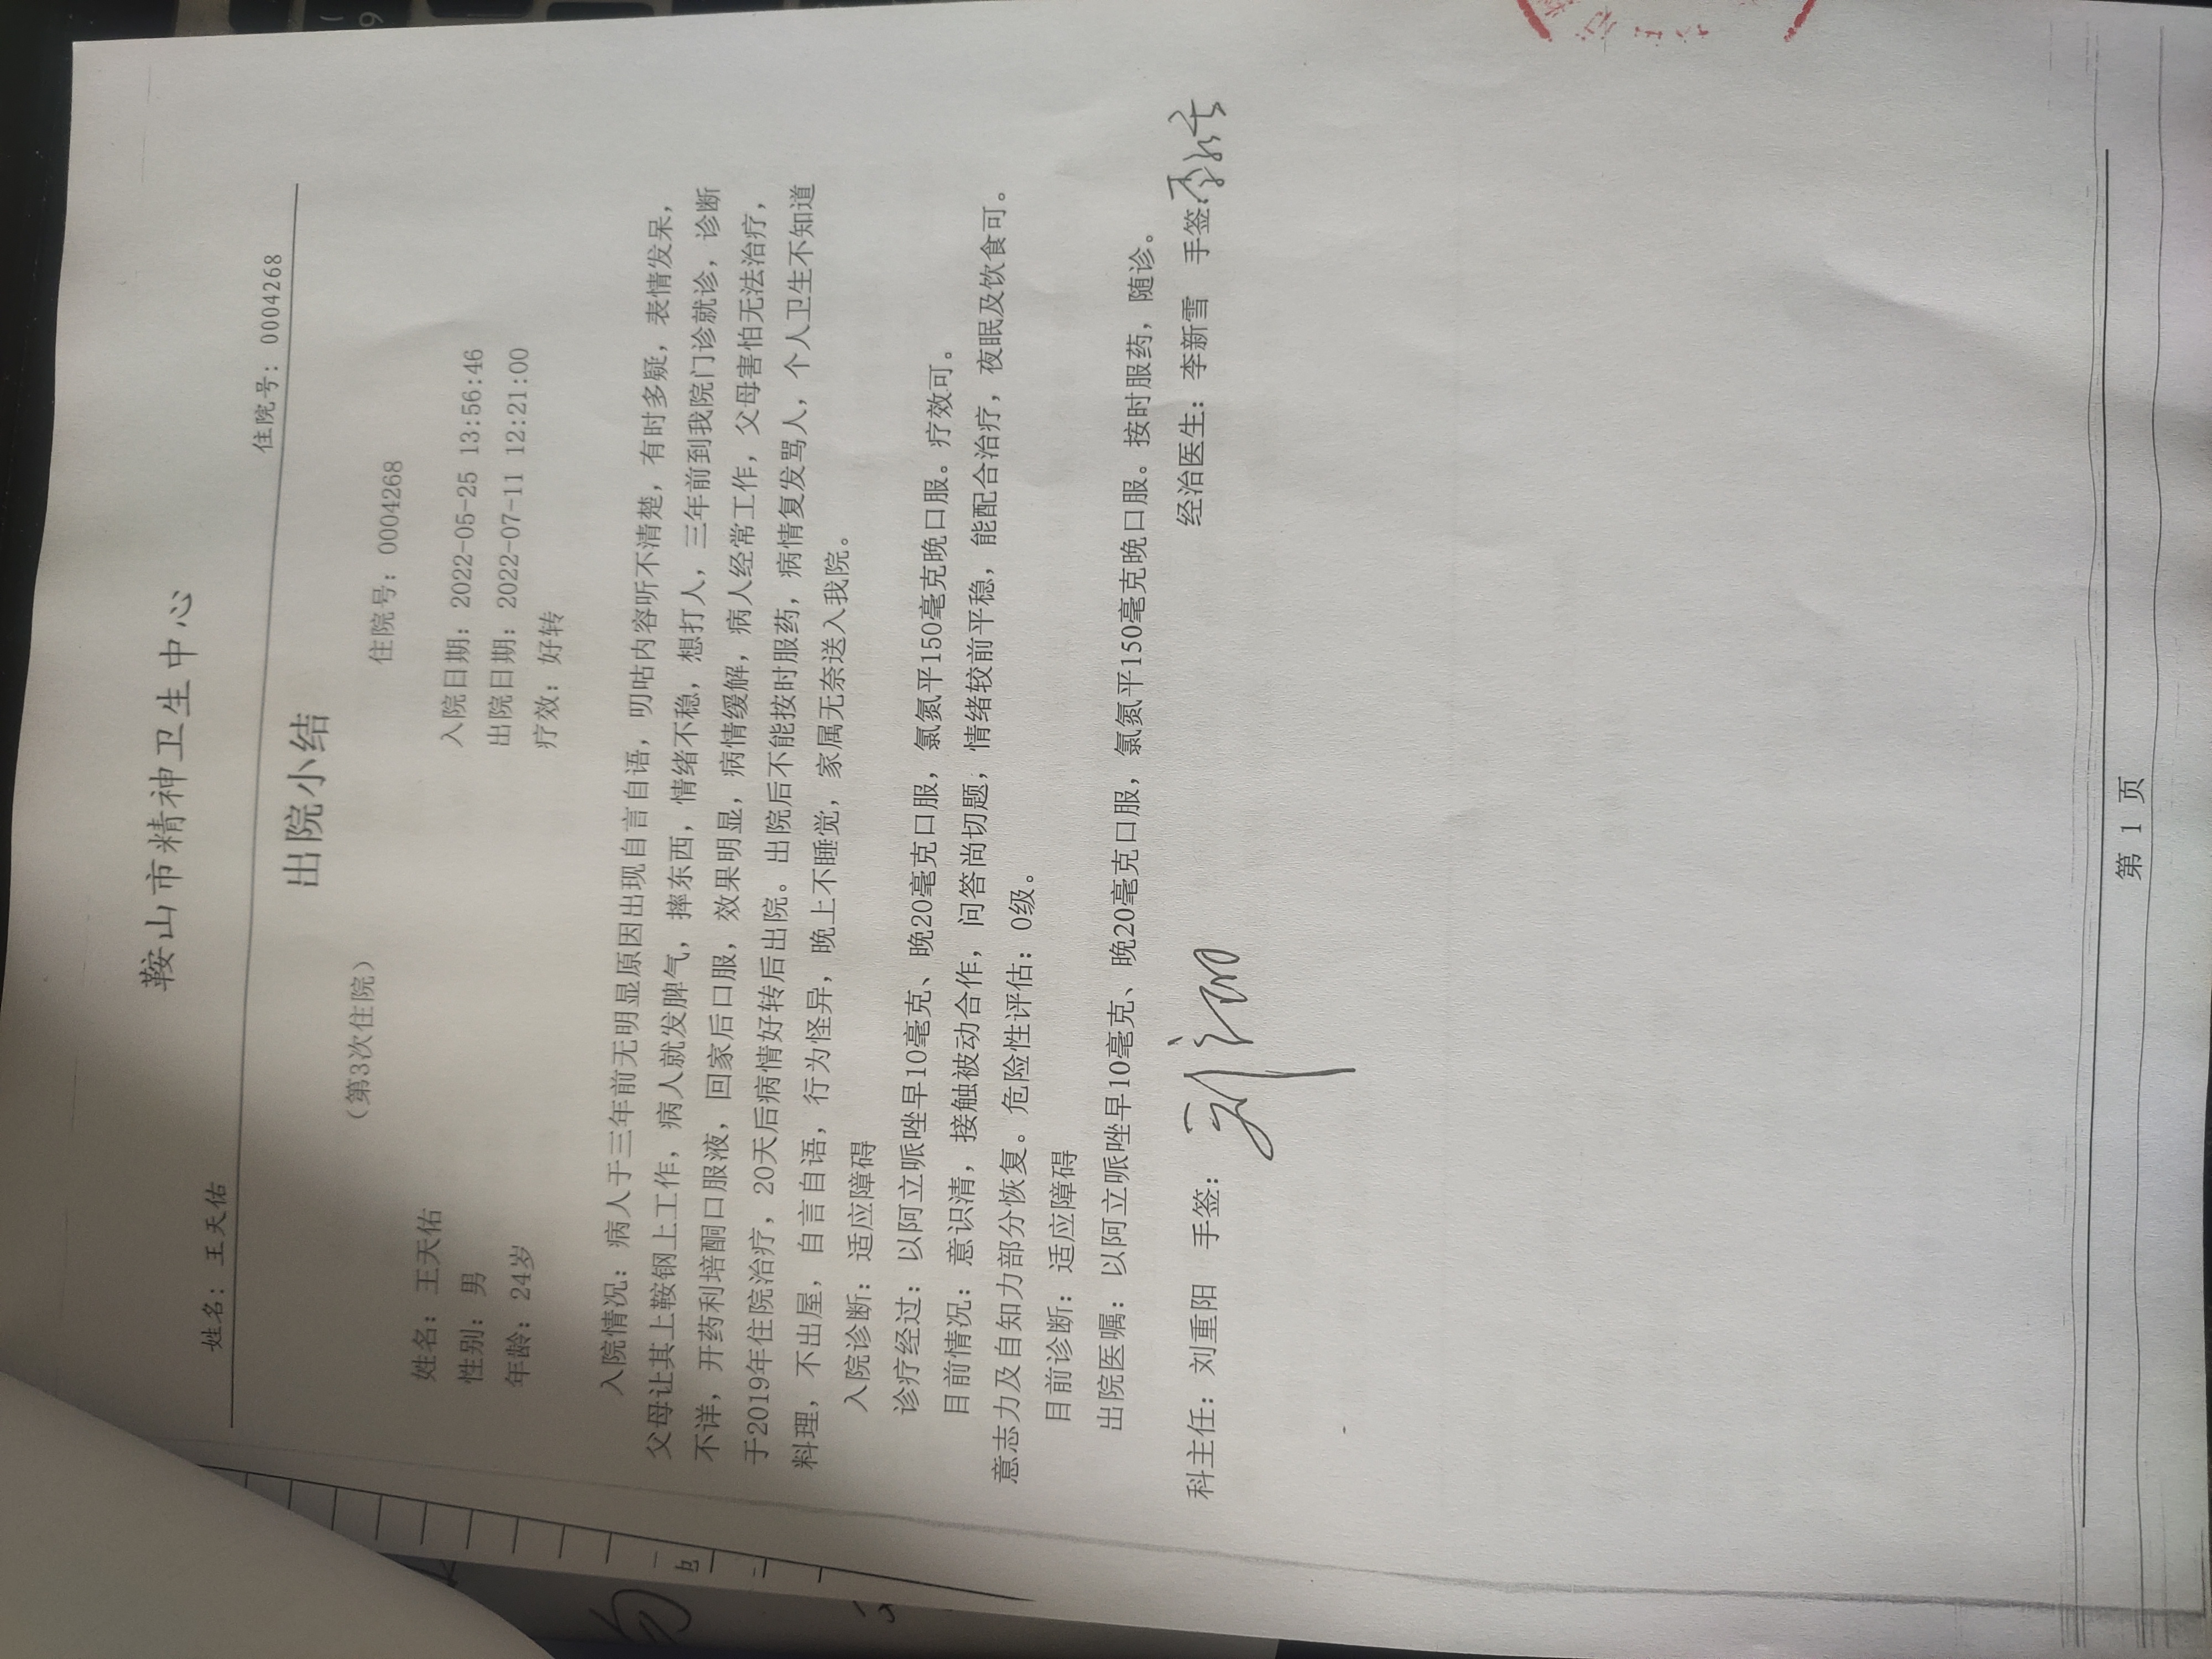 鞍山市精神卫生中心
姓名：王天佑
住院号：0004268
出院小结
（第3次住院）
住院号：0004268
姓名：王天佑
入院日期：2022-05-25 13:56:46
性别：男
出院日期：2022-07-11 12:21:00
年龄：24岁
疗效：好转
入院情况：病人于三年前无明显原因出现自言自语，叨咕内容听不清楚，有时多疑，表情发呆，
父母让其上鞍钢上工作，病人就发脾气，摔东西，情绪不稳，想打人，三年前到我院门诊就诊，诊断
不详，开药利培酮口服液，回家后口服，效果明显，病情缓解，病人经常工作，父母害怕无法治疗，
于2019年住院治疗，20天后病情好转后出院。出院后不能按时服药，病情复发骂人，个人卫生不知道
料理，不出屋，自言自语，行为怪异，晚上不睡觉，家属无奈送入我院。
入院诊断：适应障碍
诊疗经过：以阿立哌唑早10毫克、晚20毫克口服，氯氮平150毫克晚口服。疗效可。
目前情况：意识清，接触被动合作，问答尚切题，情绪较前平稳，能配合治疗，夜眠及饮食可。
意志力及自知力部分恢复。危险性评估：0级。
目前诊断：适应障碍
出院医嘱：以阿立哌唑早10毫克、晚20毫克口服，氯氮平150毫克晚口服。按时服药，随诊。
科主任：刘重阳 手签：
经治医生：李新雪 手签：
第 1 页